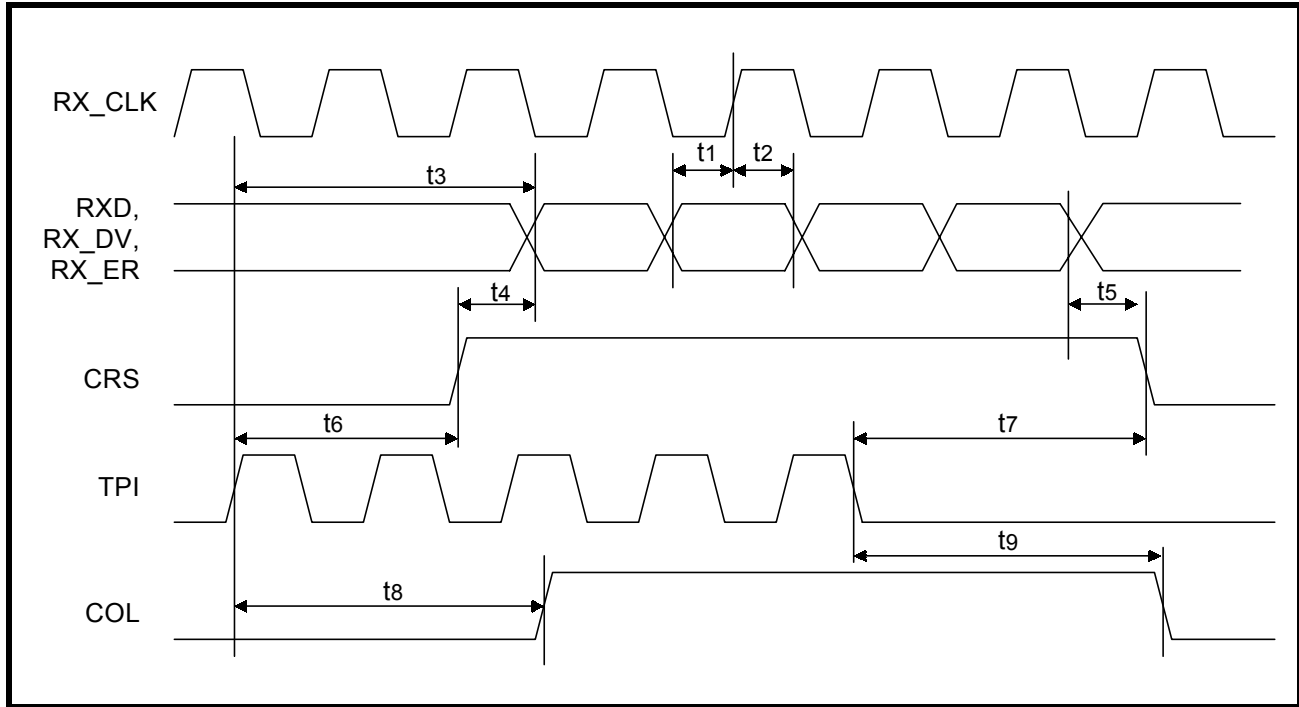 RX_CLK
t1
t2
t3
RXD,
RX_DV,
RX_ER
t4
t5
CRS
t6
t7
TPI
t9
t8
COL